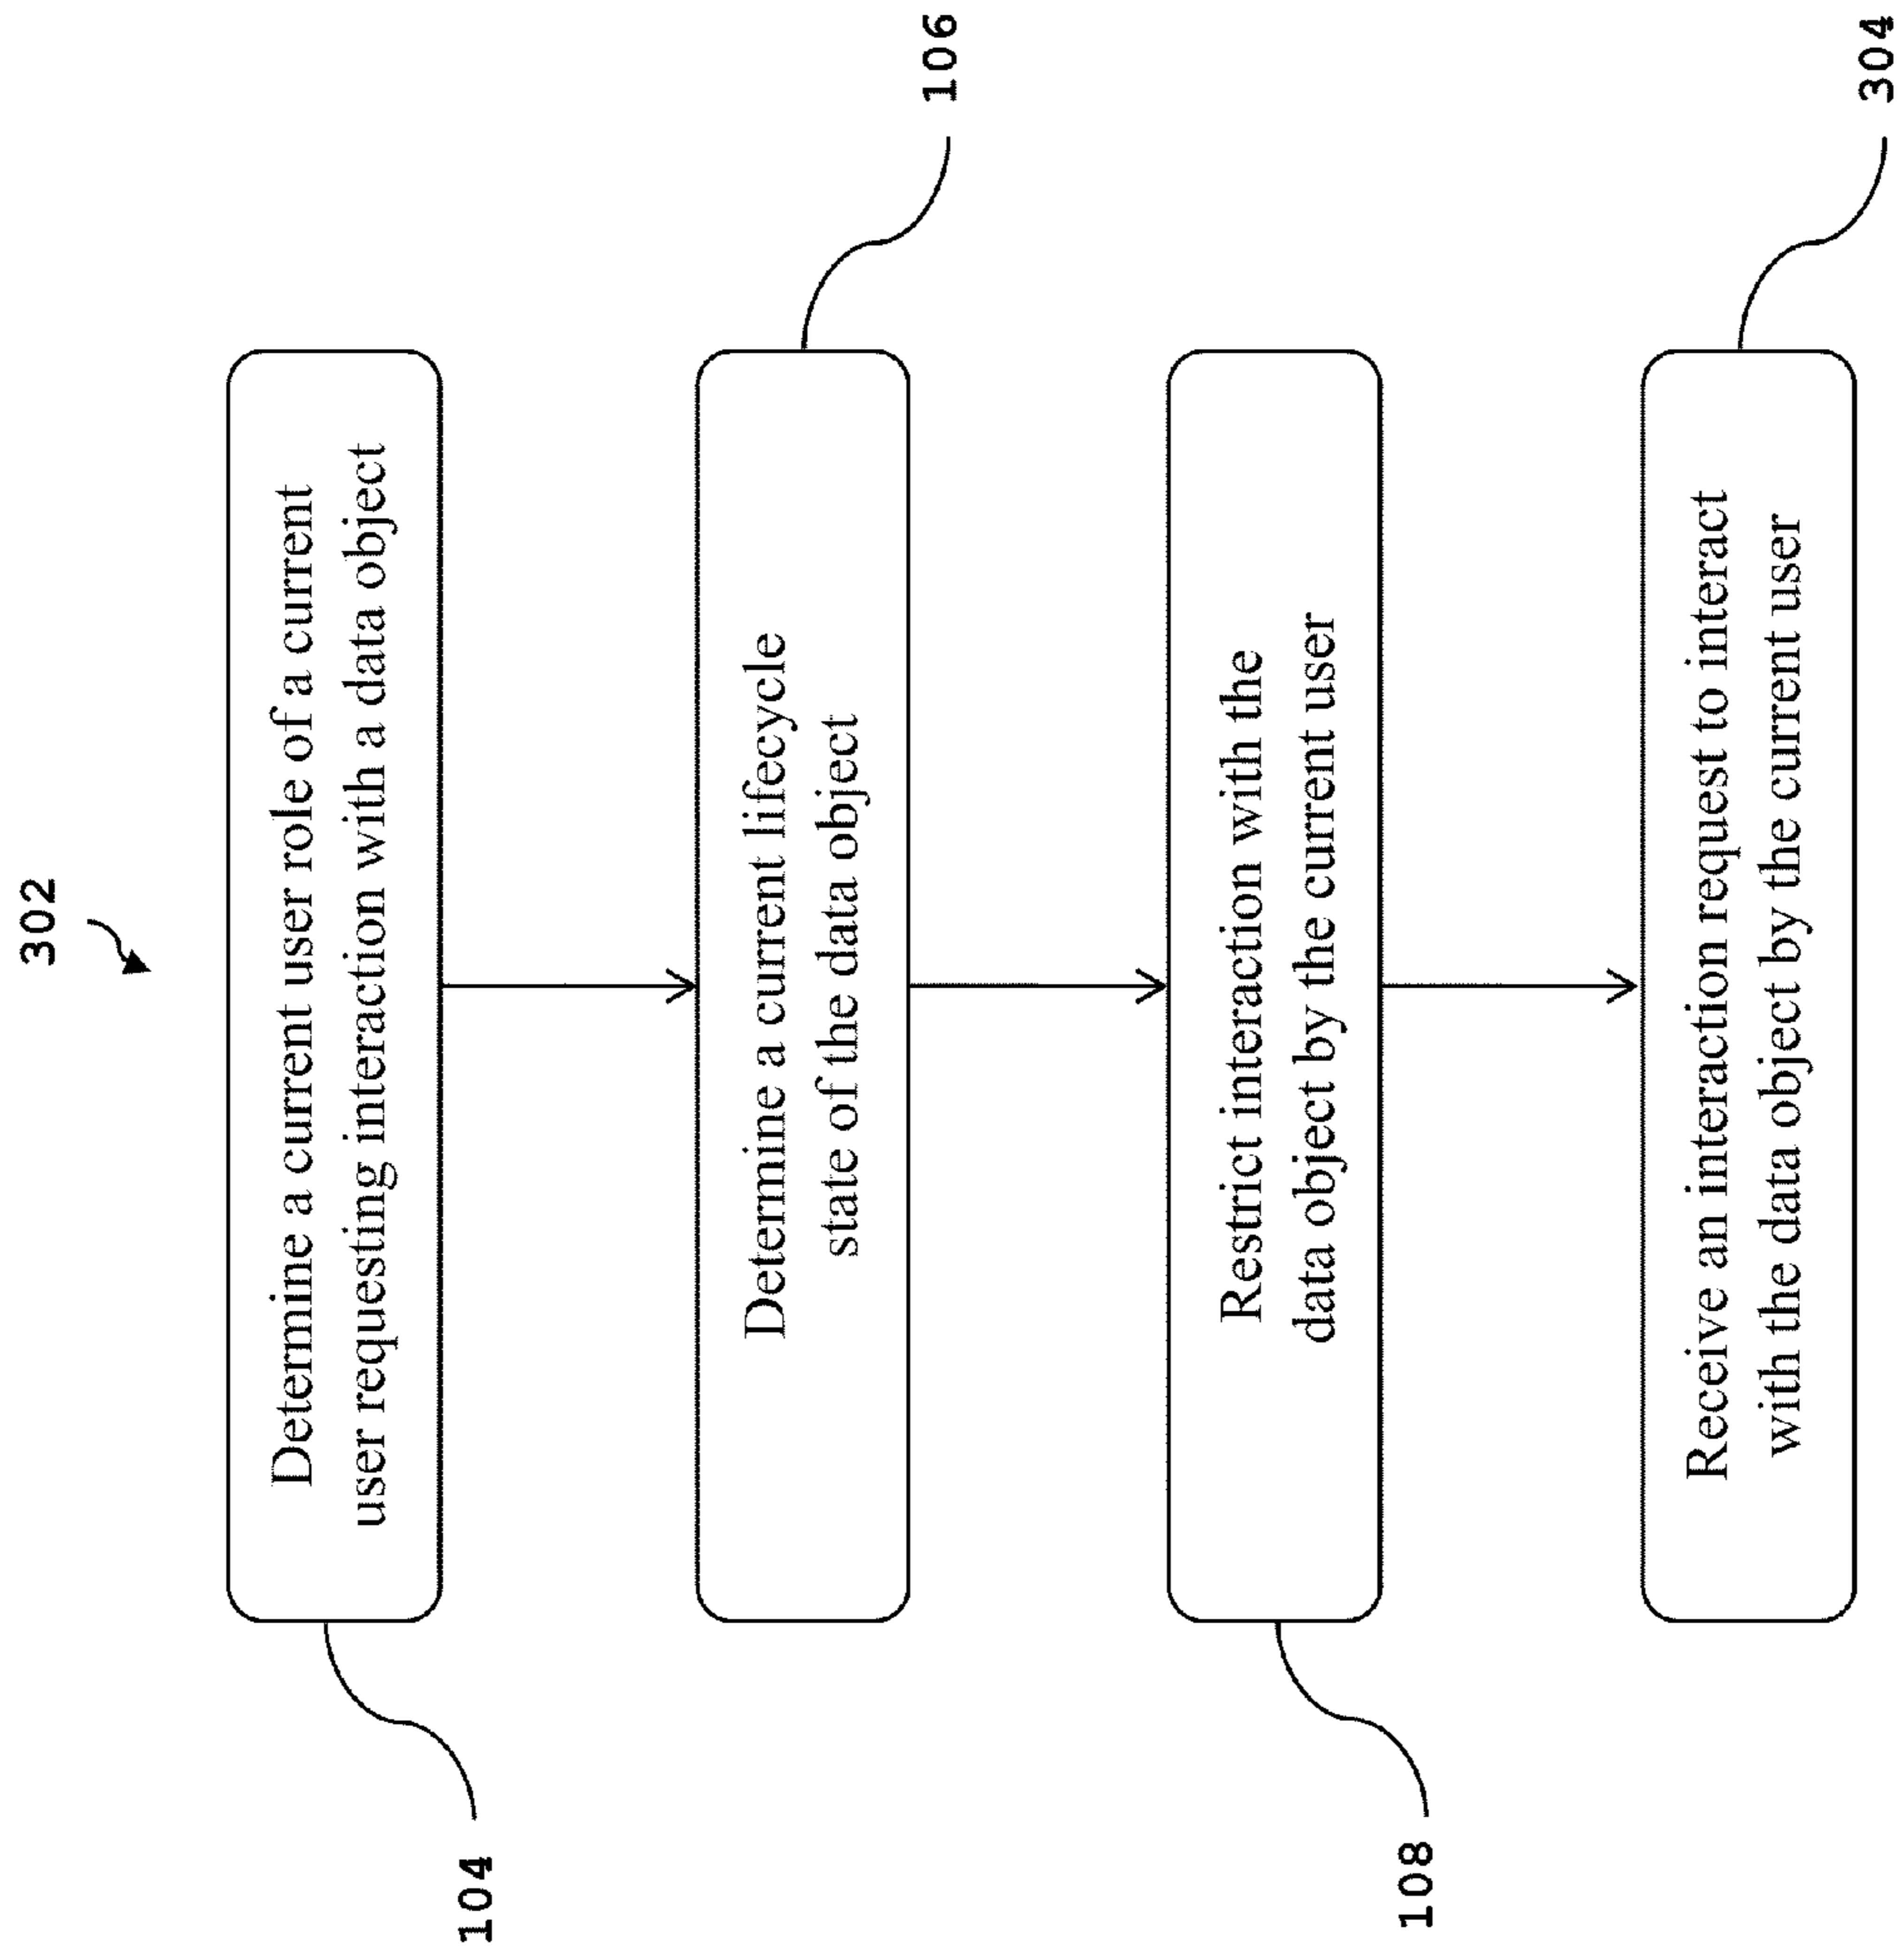 302
Determine a current user role of a current
user requesting interaction with a data object
104
Determine a current lifecycle
state of the data object
106
Restrict interaction with the
data object by the current user
108
Receive an interaction request to interact
with the data object by the current user
304